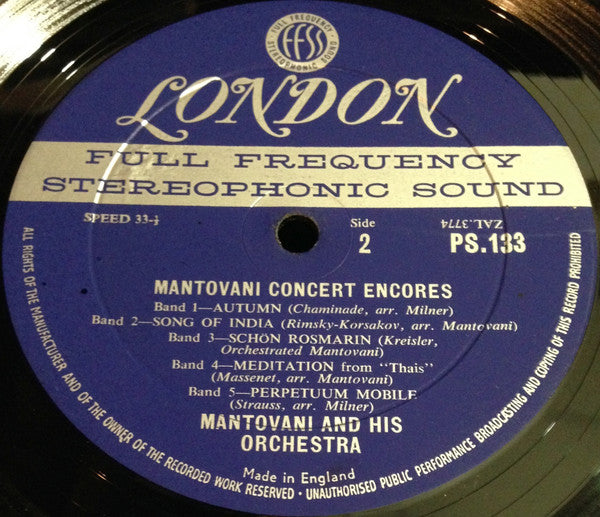 FULL FREQUENCY STEREOPHONIC SOUND
FFSS
LONDON
FULL FREQUENCY
STEREOPHONIC SOUND
SPEED 33-⅓
Side
2
ZAL.3774
PS.133
MANTOVANI CONCERT ENCORES
Band 1—AUTUMN (Chaminade, arr. Milner)
Band 2—SONG OF INDIA (Rimsky-Korsakov, arr. Mantovani)
Band 3—SCHÖN ROSMARIN (Kreisler,
Orchestrated Mantovani)
Band 4—MEDITATION from "Thais"
(Massenet, arr. Mantovani)
Band 5—PERPETUUM MOBILE
(Strauss, arr. Milner)
MANTOVANI AND HIS
ORCHESTRA
Made in England
ALL RIGHTS OF THE MANUFACTURER AND OF THE OWNER OF THE RECORDED WORK RESERVED · UNAUTHORISED PUBLIC PERFORMANCE BROADCASTING AND COPYING OF THIS RECORD PROHIBITED